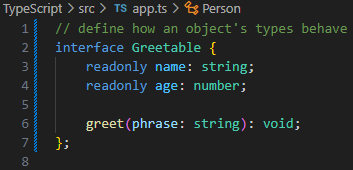 TypeScript > src > TS app.ts > Person
1 // define how an object's types behave
2 interface Greetable {
3 readonly name: string;
4 readonly age: number;
5
6 greet(phrase: string): void;
7 };
8